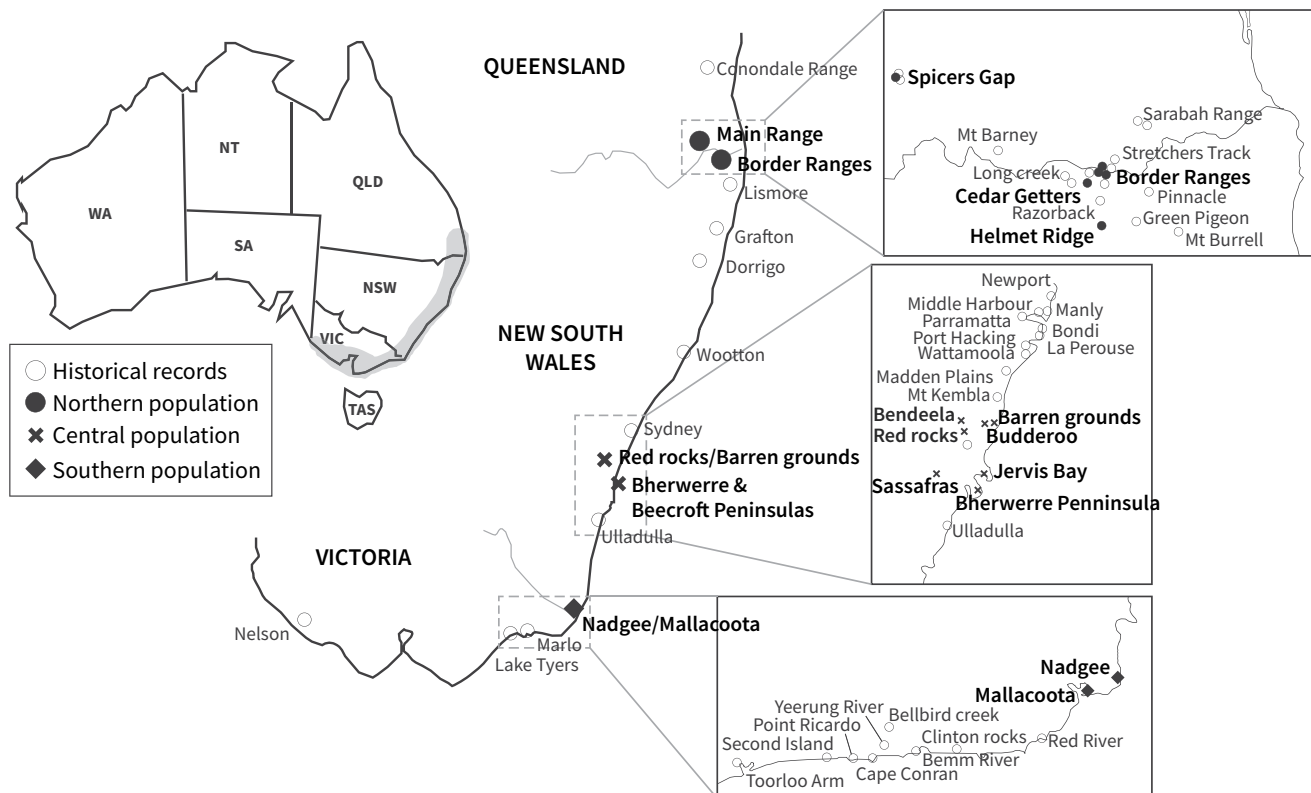 WA
NT
QLD
SA
NSW
VIC
TAS
Historical records
Northern population
Central population
Southern population
QUEENSLAND
Conondale Range
Main Range
Border Ranges
Lismore
Grafton
Dorrigo
NEW SOUTH
WALES
Wootton
Sydney
Red rocks/Barren grounds
Bherwerre &
Beecroft Peninsulas
Ulladulla
VICTORIA
Nelson
Nadgee/Mallacoota
Marlo
Lake Tyers
Spicers Gap
Sarabah Range
Mt Barney
Stretchers Track
Long creek
Border Ranges
Cedar Getters
Pinnacle
Razorback
Green Pigeon
Helmet Ridge
Mt Burrell
Newport
Middle Harbour
Manly
Parramatta
Bondi
Port Hacking
La Perouse
Wattamoola
Madden Plains
Mt Kembla
Bendeela
Barren grounds
Red rocks
Budderoo
Jervis Bay
Sassafras
Bherwerre Penninsula
Ulladulla
Nadgee
Mallacoota
Yeerung River
Bellbird creek
Point Ricardo
Clinton rocks
Red River
Second Island
Bemm River
Toorloo Arm
Cape Conran